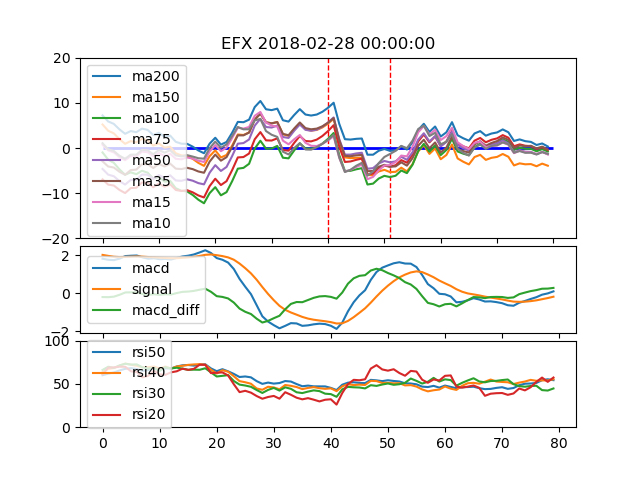 EFX 2018-02-28 00:00:00
20
10
0
−10
−20
ma200
ma150
ma100
ma75
ma50
ma35
ma15
ma10
2
0
−2
macd
signal
macd_diff
100
50
0
rsi50
rsi40
rsi30
rsi20
0 10 20 30 40 50 60 70 80